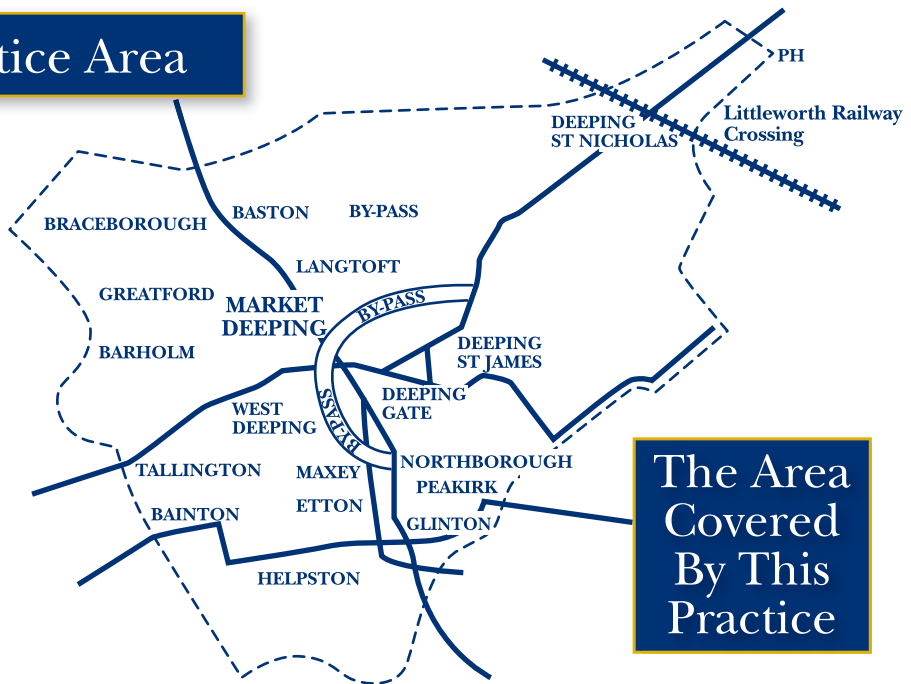 tice Area
PH
Littleworth Railway
Crossing
DEEPING
ST NICHOLAS
BRACEBOROUGH
BASTON
BY-PASS
LANGTOFT
GREATFORD
MARKET
DEEPING
BY-PASS
BARHOLM
DEEPING
ST JAMES
DEEPING
GATE
WEST
DEEPING
BY-PASS
TALLINGTON
MAXEY
NORTHBOROUGH
PEAKIRK
ETTON
BAINTON
GLINTON
HELPSTON
The Area
Covered
By This
Practice